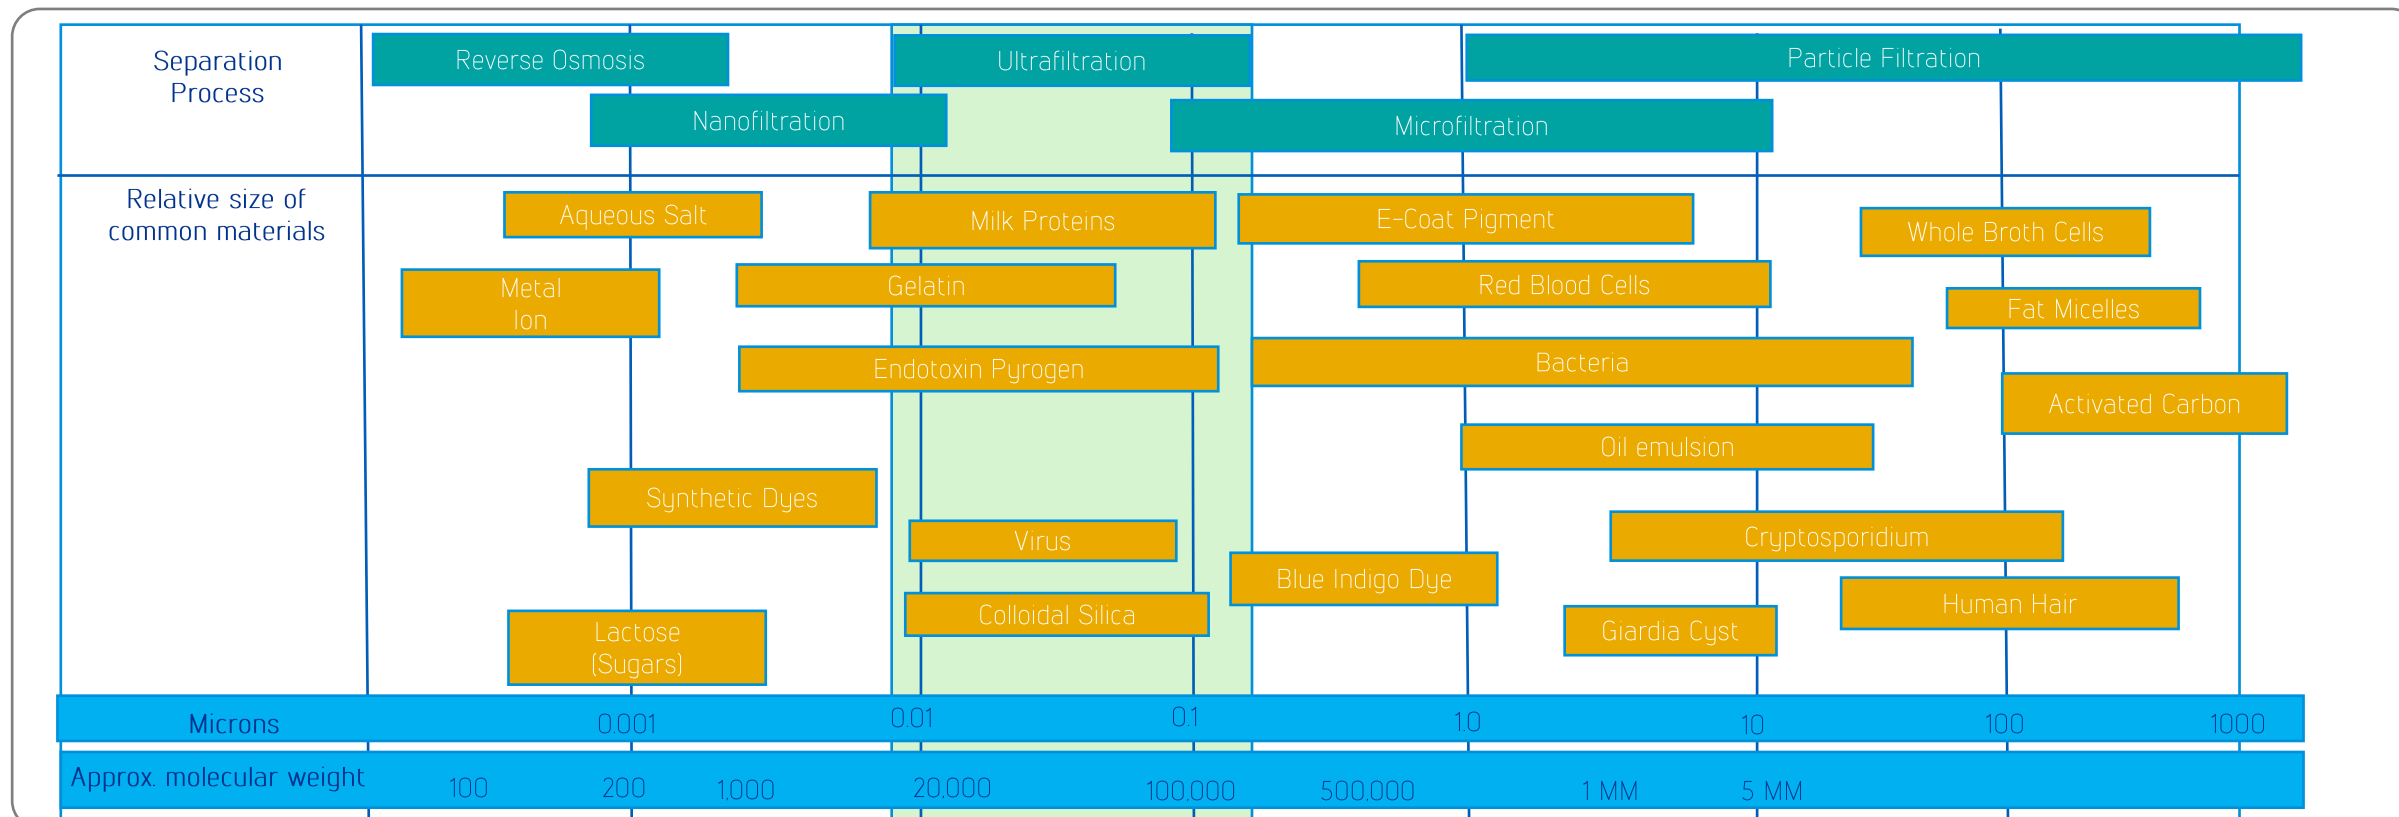 Separation
Process
Reverse Osmosis
Ultrafiltration
Particle Filtration
Nanofiltration
Microfiltration
Relative size of
common materials
Aqueous Salt
Milk Proteins
E-Coat Pigment
Whole Broth Cells
Metal
Ion
Gelatin
Red Blood Cells
Fat Micelles
Endotoxin Pyrogen
Bacteria
Activated Carbon
Oil emulsion
Synthetic Dyes
Virus
Cryptosporidium
Blue Indigo Dye
Human Hair
Colloidal Silica
Giardia Cyst
Lactose
(Sugars)
Microns 0.001 0.01 0.1 1.0 10 100 1000
Approx. molecular weight 100 200 1,000 20,000 100,000 500,000 1 MM 5 MM